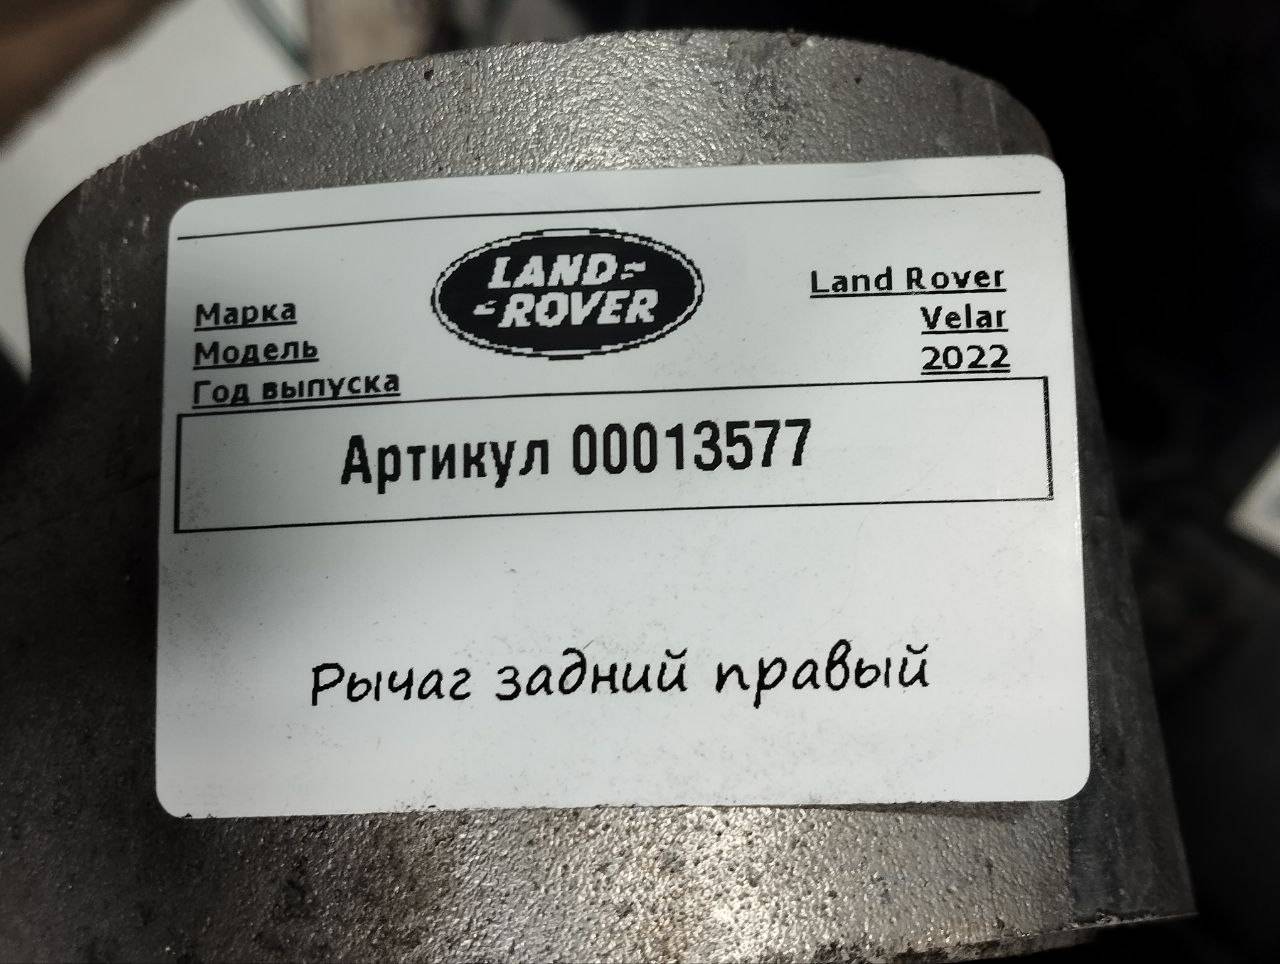 LAND
ROVER
Марка Land Rover
Модель Velar
Год выпуска 2022
Артикул 00013577
Рычаг задний правый